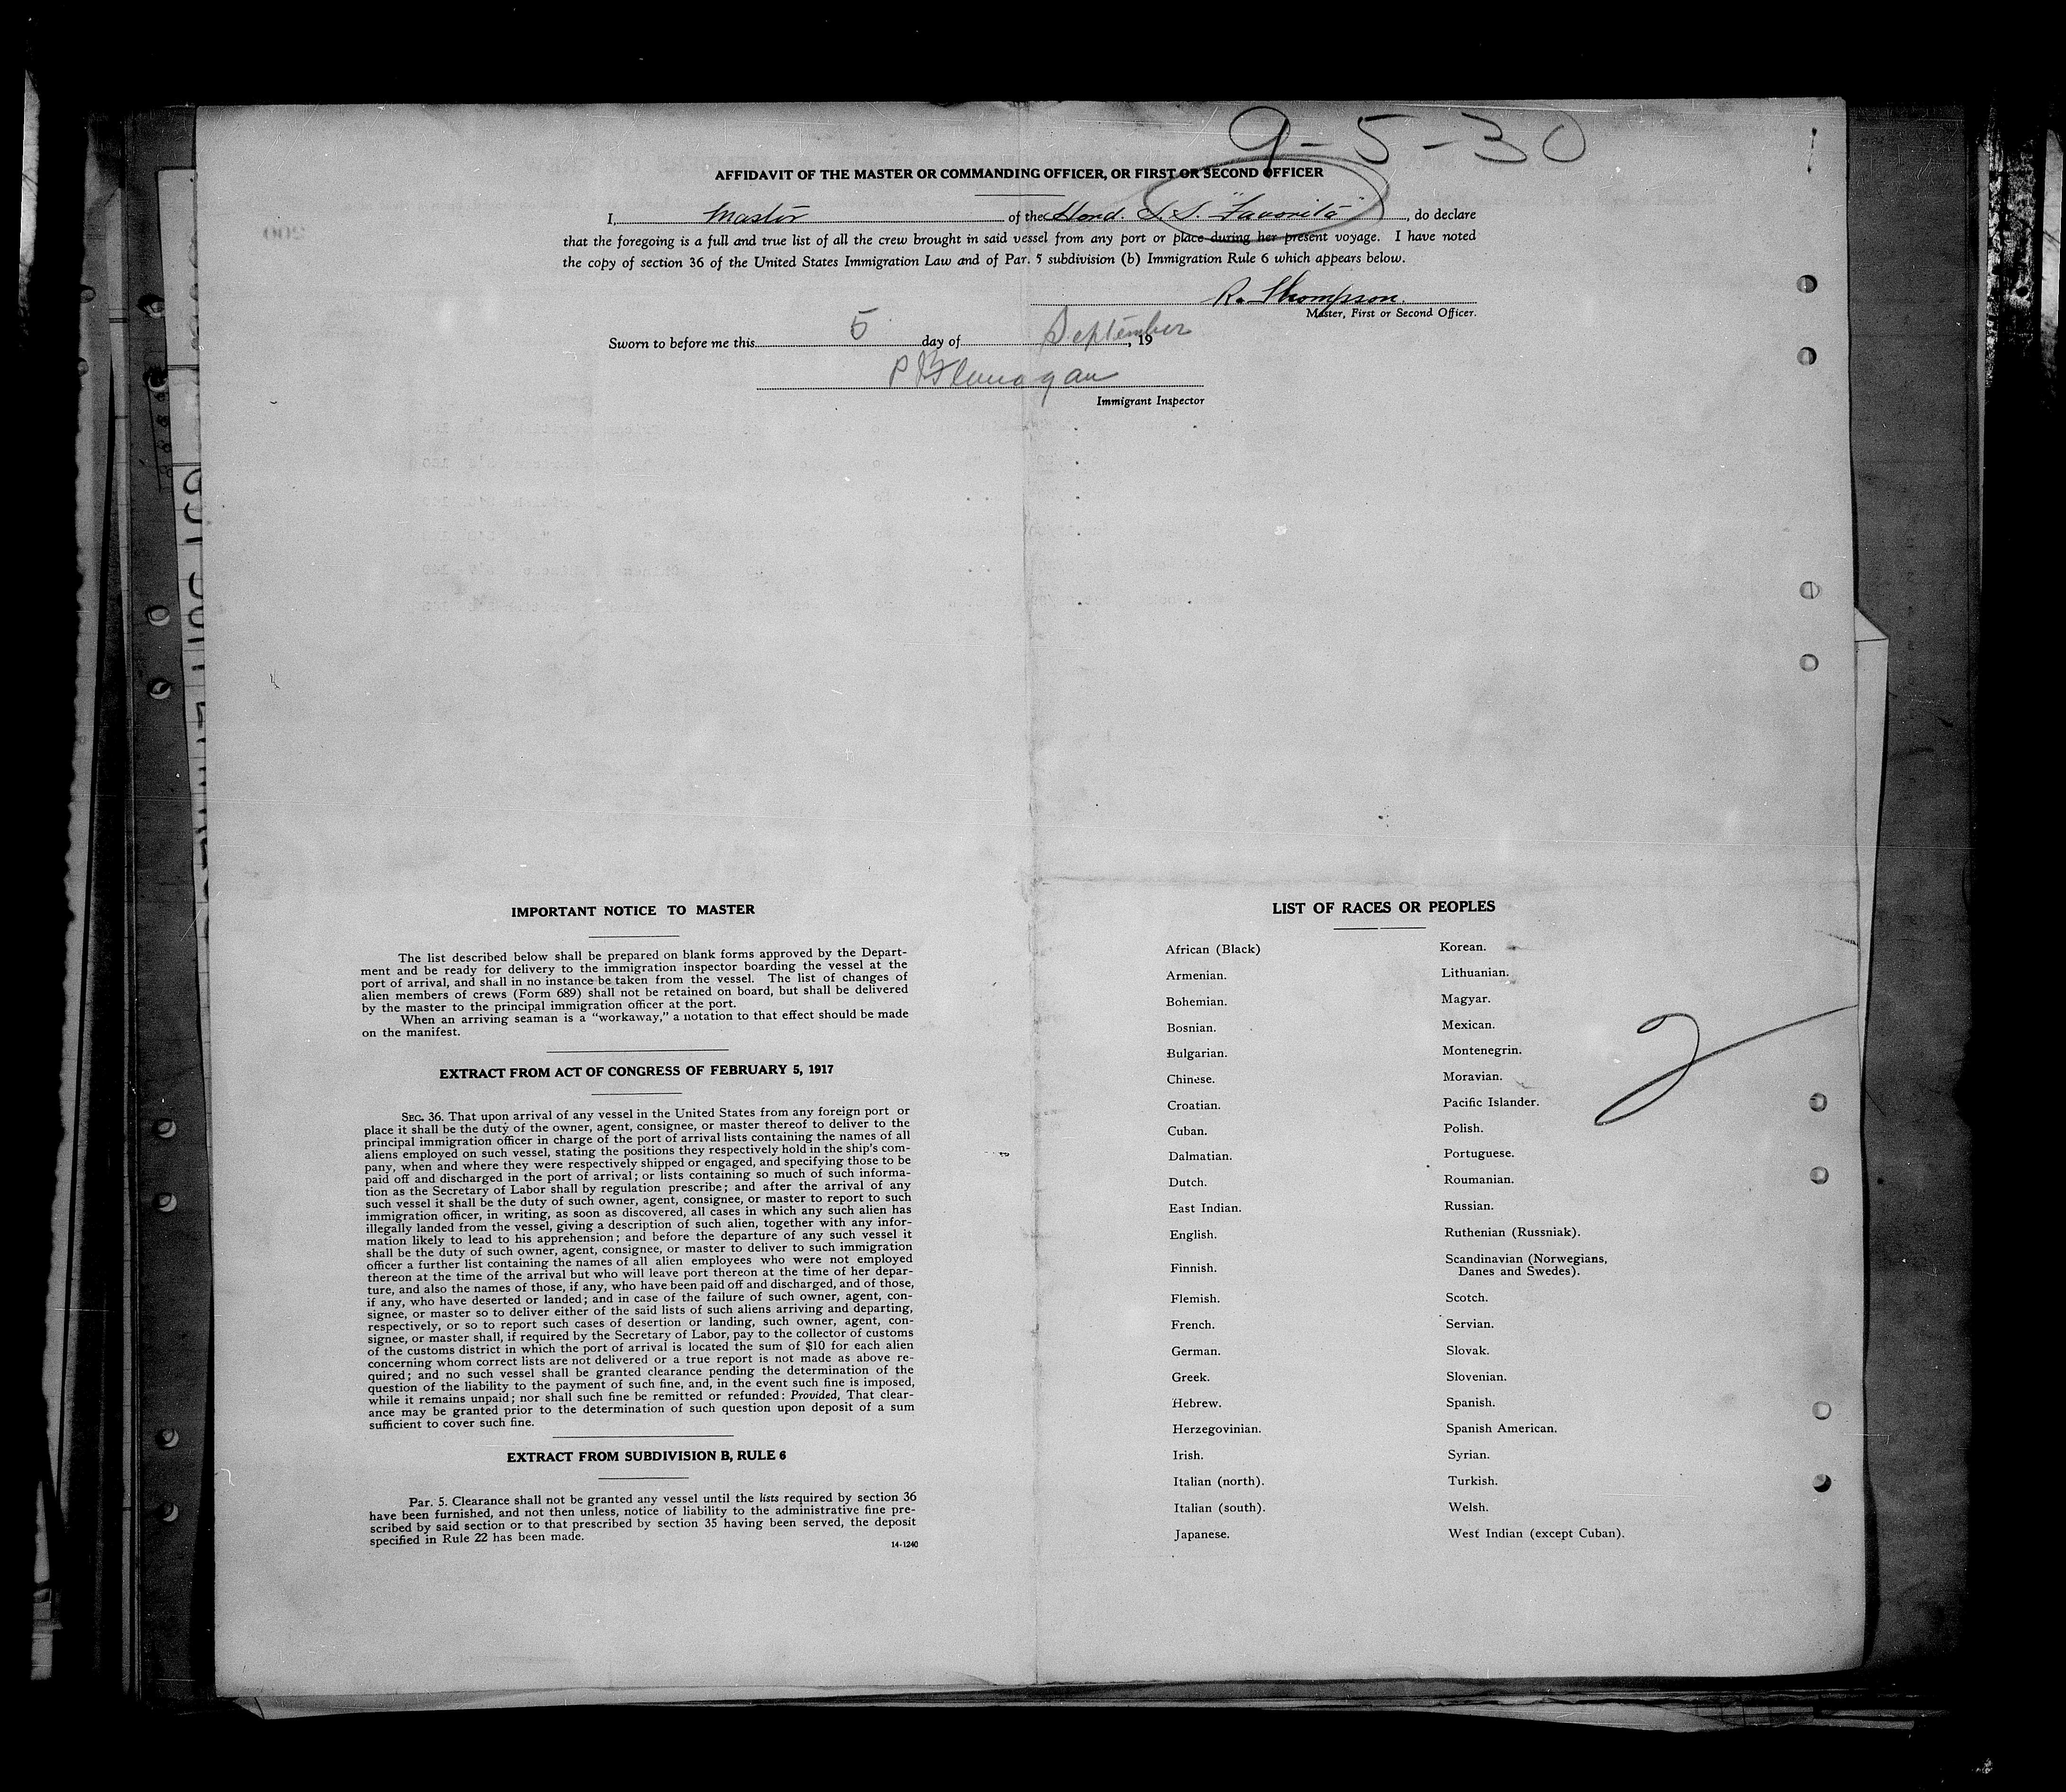 9-5-30
AFFIDAVIT OF THE MASTER OR COMMANDING OFFICER, OR FIRST OR SECOND OFFICER
I, Master of the Hond. S.S. "Favorita", do declare
that the foregoing is a full and true list of all the crew brought in said vessel from any port or place during her present voyage. I have noted
the copy of section 36 of the United States Immigration Law and of Par. 5 subdivision (b) Immigration Rule 6 which appears below.
R. Thompson.
Master, First or Second Officer.
Sworn to before me this 5 day of September, 19
Flanagan
Immigrant Inspector
IMPORTANT NOTICE TO MASTER
The list described below shall be prepared on blank forms approved by the Depart-
ment and be ready for delivery to the immigration inspector boarding the vessel at the
port of arrival, and shall in no instance be taken from the vessel. The list of changes of
alien members of crews (Form 689) shall not be retained on board, but shall be delivered
by the master to the principal immigration officer at the port.
When an arriving seaman is a "workaway," a notation to that effect should be made
on the manifest.
EXTRACT FROM ACT OF CONGRESS OF FEBRUARY 5, 1917
SEC. 36. That upon arrival of any vessel in the United States from any foreign port or
place it shall be the duty of the owner, agent, consignee, or master thereof to deliver to the
principal immigration officer in charge of the port of arrival lists containing the names of all
aliens employed on such vessel, stating the positions they respectively hold in the ship's com-
pany, when and where they were respectively shipped or engaged, and specifying those to be
paid off and discharged in the port of arrival; or lists containing so much of such informa-
tion as the Secretary of Labor shall by regulation prescribe; and after the arrival of any
such vessel it shall be the duty of such owner, agent, consignee, or master to report to such
immigration officer, in writing, as soon as discovered, all cases in which any such alien has
illegally landed from the vessel, giving a description of such alien, together with any infor-
mation likely to lead to his apprehension; and before the departure of any such vessel it
shall be the duty of such owner, agent, consignee, or master to deliver to such immigration
officer a further list containing the names of all alien employees who were not employed
thereon at the time of the arrival but who will leave port thereon at the time of her depar-
ture, and also the names of those, if any, who have been paid off and discharged, and of those,
if any, who have deserted or landed; and in case of the failure of such owner, agent, con-
signee, or master so to deliver either of the said lists of such aliens arriving and departing,
respectively, or so to report such cases of desertion or landing, such owner, agent, con-
signee, or master shall, if required by the Secretary of Labor, pay to the collector of customs
of the customs district in which the port of arrival is located the sum of $10 for each alien
concerning whom correct lists are not delivered or a true report is not made as above re-
quired; and no such vessel shall be granted clearance pending the determination of the
question of the liability to the payment of such fine, and, in the event such fine is imposed,
while it remains unpaid; nor shall such fine be remitted or refunded: Provided, That clear-
ance may be granted prior to the determination of such question upon deposit of a sum
sufficient to cover such fine.
EXTRACT FROM SUBDIVISION B, RULE 6
Par. 5. Clearance shall not be granted any vessel until the lists required by section 36
have been furnished, and not then unless, notice of liability to the administrative fine pre-
scribed by said section or to that prescribed by section 35 having been served, the deposit
specified in Rule 22 has been made.
14-1240
LIST OF RACES OR PEOPLES
African (Black)
Armenian.
Bohemian.
Bosnian.
Bulgarian.
Chinese.
Croatian.
Cuban.
Dalmatian.
Dutch.
East Indian.
English.
Finnish.
Flemish.
French.
German.
Greek.
Hebrew.
Herzegovinian.
Irish.
Italian (north).
Italian (south).
Japanese.
Korean.
Lithuanian.
Magyar.
Mexican.
Montenegrin.
Moravian.
Pacific Islander.
Polish.
Portuguese.
Roumanian.
Russian.
Ruthenian (Russniak).
Scandinavian (Norwegians,
Danes and Swedes).
Scotch.
Servian.
Slovak.
Slovenian.
Spanish.
Spanish American.
Syrian.
Turkish.
Welsh.
West Indian (except Cuban).